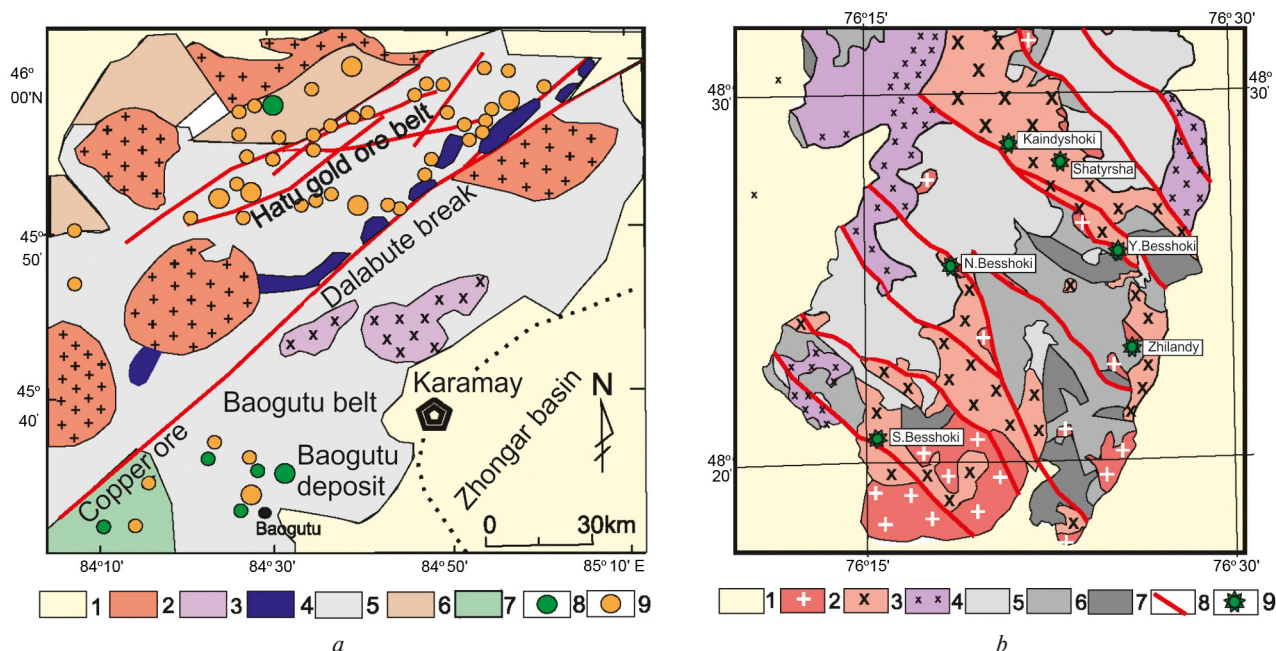 46°
00'N
45°
50'
45°
40'
Hatu gold ore belt
Dalabute break
Karamay
N
Baogutu belt
Baogutu
deposit
Zhongar basin
Copper ore
Baogutu
0 30km
84°10' 84°30' 84°50' 85°10' E
1 2 3 4 5 6 7 8 9
a
76°15' 76°30'
b
48°
30'
48°
30'
Kaindyshoki
Shatyrsha
Y.Besshoki
N.Besshoki
Zhilandy
S.Besshoki
48°
20'
48°
20'
76°15' 76°30'
1 2 3 4 5 6 7 8 9
b